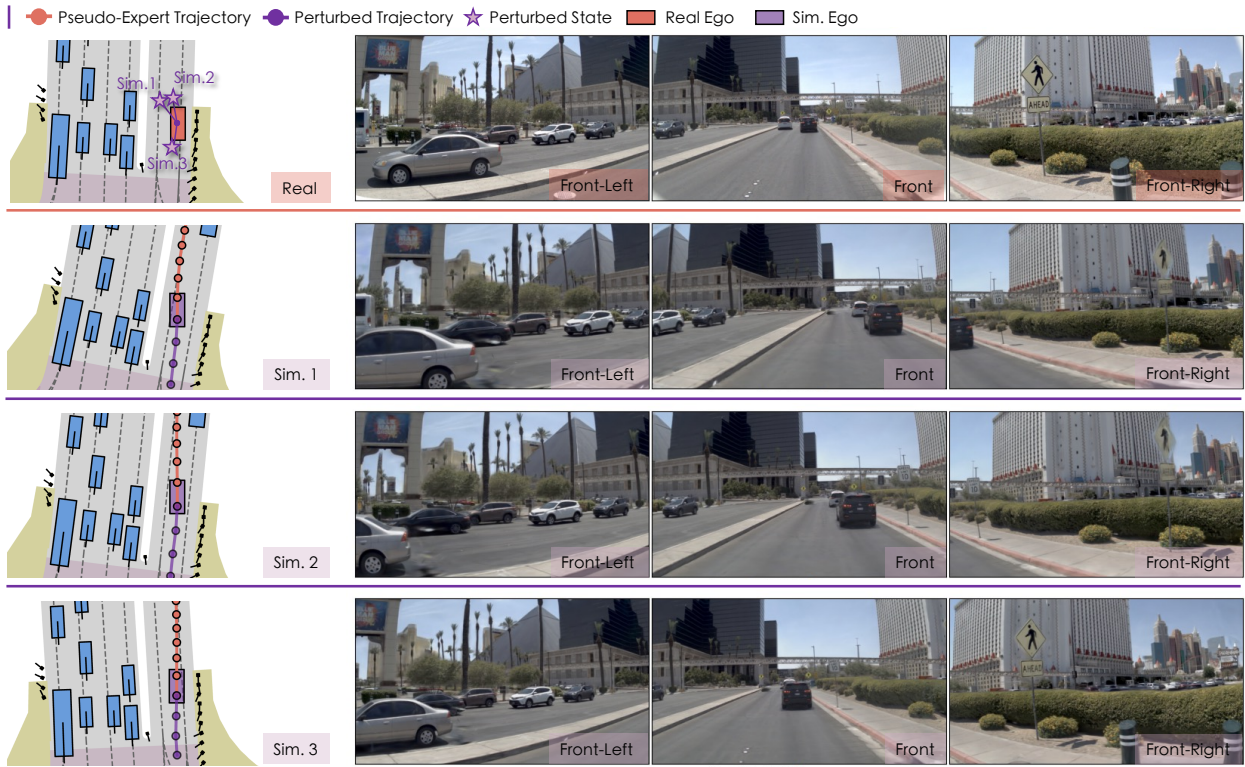 Pseudo-Expert Trajectory Perturbed Trajectory Perturbed State Real Ego Sim. Ego
Sim.1 Sim.2
Sim.3
Real
BLUE MAN
Front-Left
Front
AHEAD
Front-Right
Sim. 1
Front-Left
Front
Front-Right
Sim. 2
Front-Left
Front
Front-Right
Sim. 3
Front-Left
Front
AHEAD
Front-Right